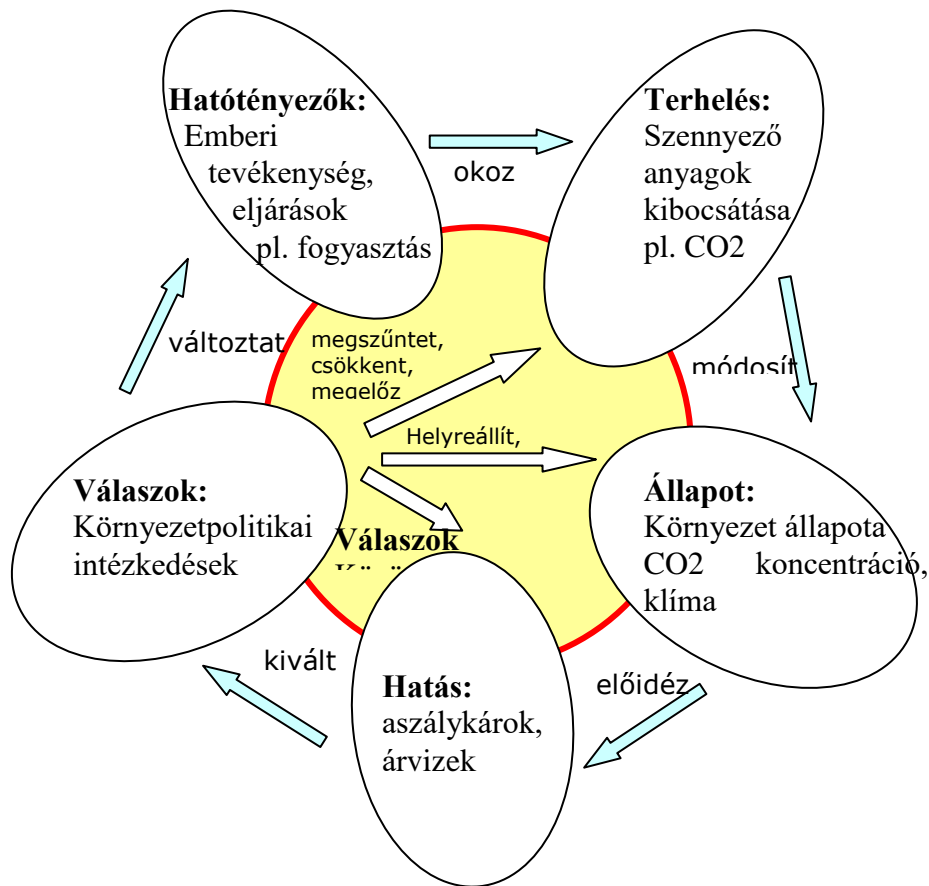 Hatótényezők:
Emberi
tevékenység,
eljárások
pl. fogyasztás
okoz
Terhelés:
Szennyező
anyagok
kibocsátása
pl. CO2
módosít
Állapot:
Környezet állapota
CO2 koncentráció,
klíma
előidéz
Hatás:
aszálykárok,
árvizek
kivált
Válaszok:
Környezetpolitikai
intézkedések
változtat
megszűntet,
csökkent,
megelőz
Helyreállít,
Válaszok